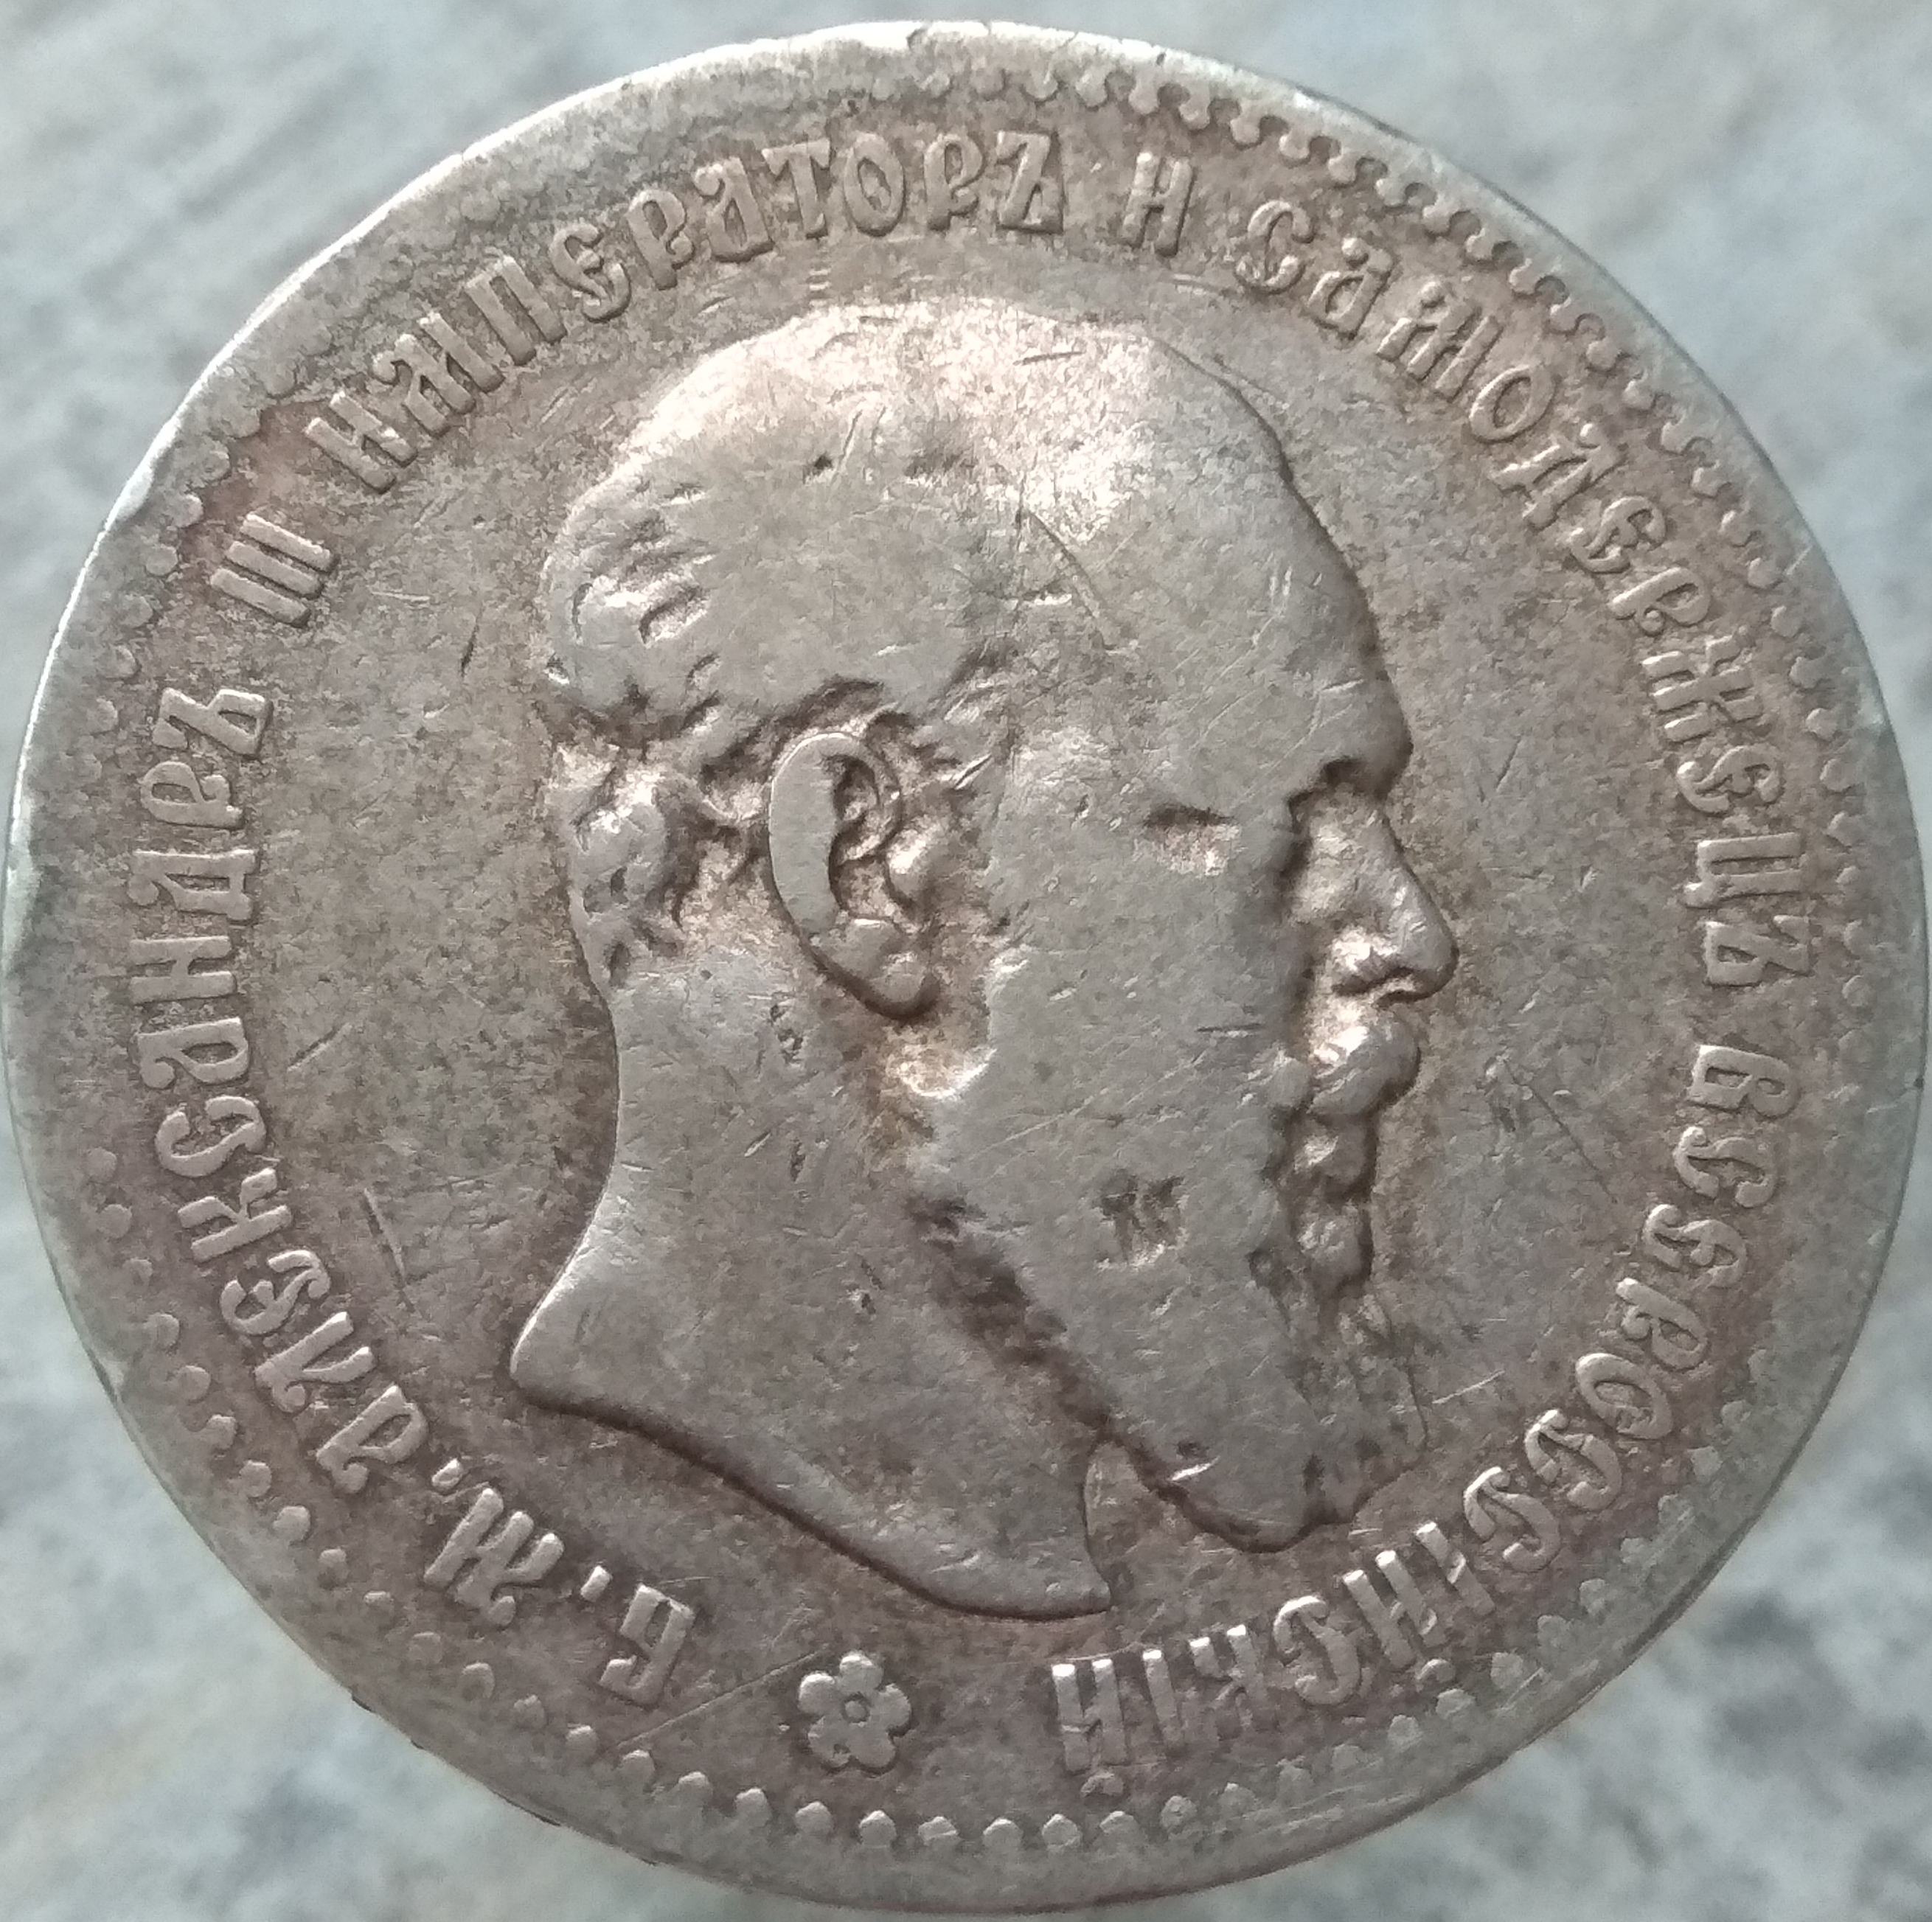 Б. М. АЛЕКСАНДРЪ III ИМПЕРАТОРЪ И САМОДЕРЖЕЦЪ ВСЕРОССІЙСКІЙ